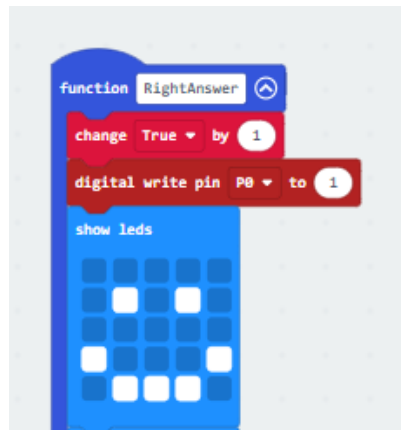 function RightAnswer
change True by 1
digital write pin P0 to 1
show leds